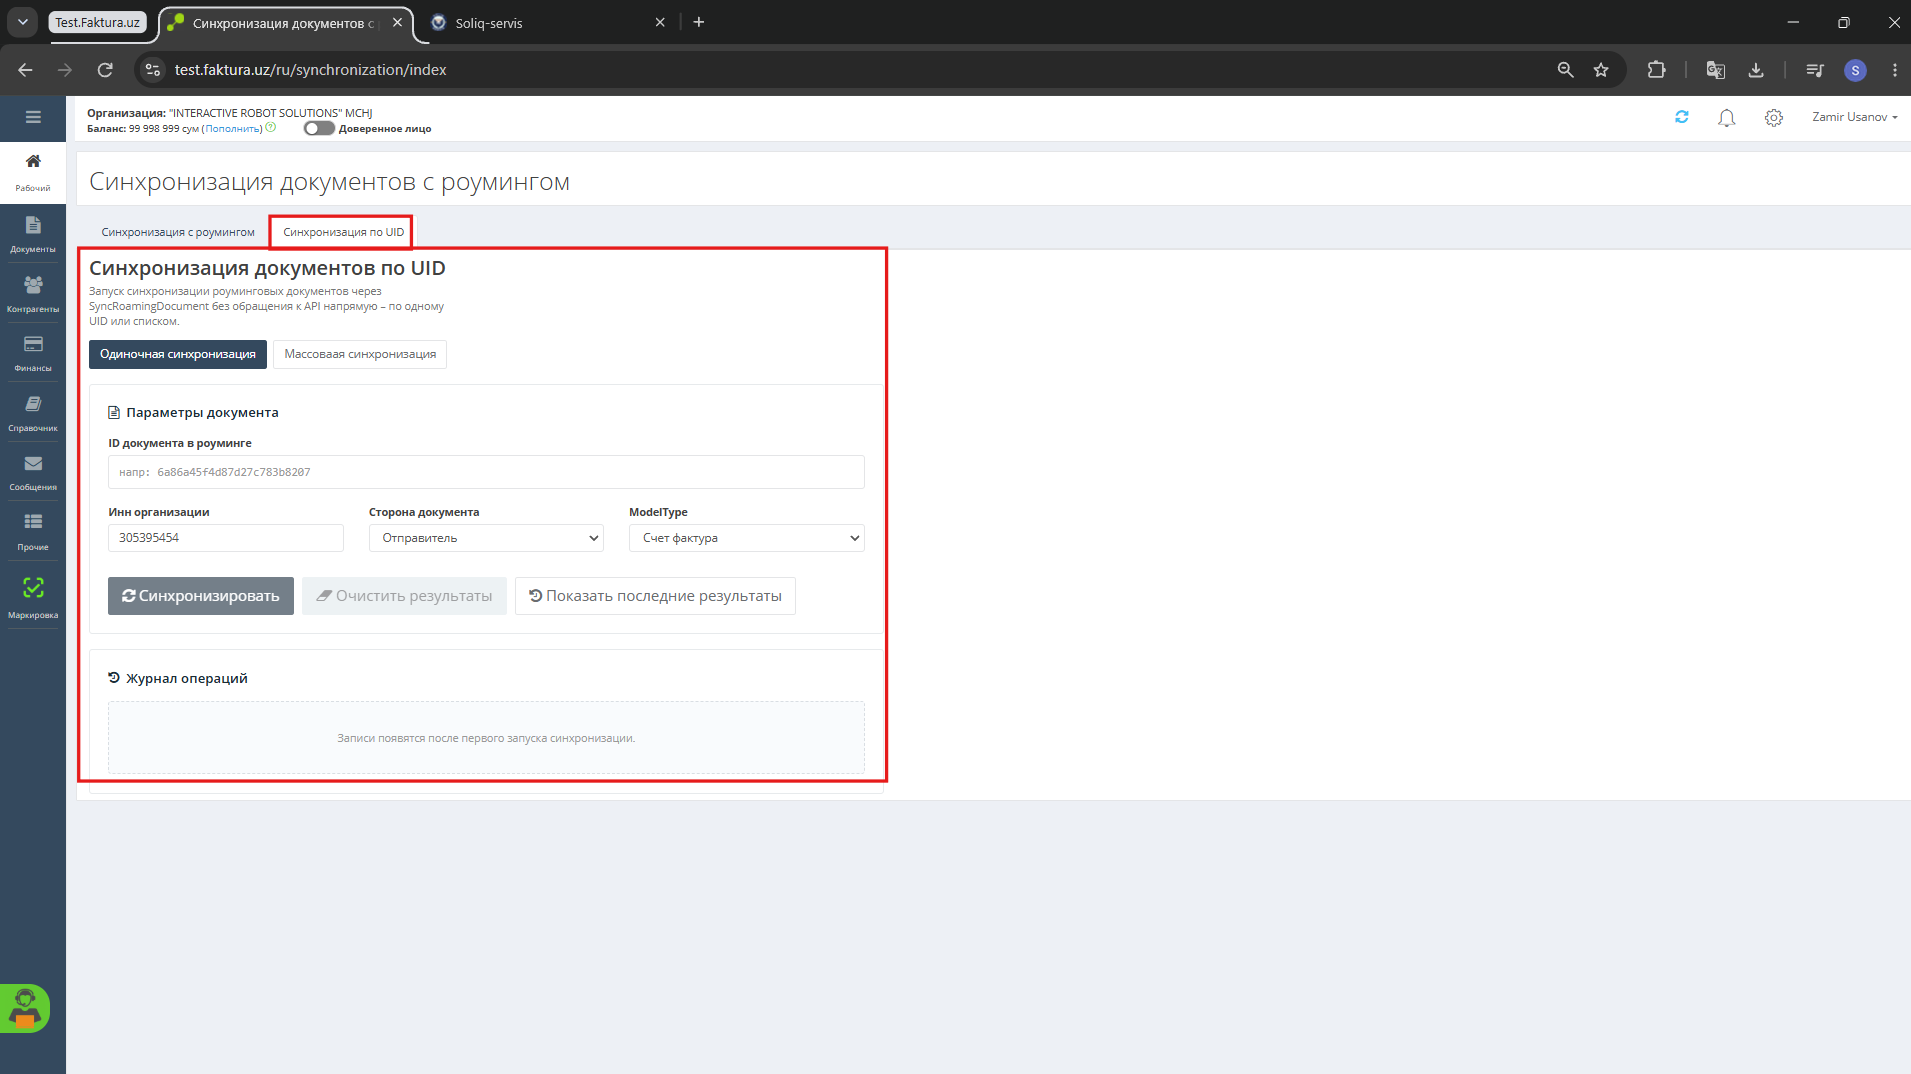 Test.Faktura.uz
Синхронизация документов с
Soliq-servis
test.faktura.uz/ru/synchronization/index
S
Организация: "INTERACTIVE ROBOT SOLUTIONS" MCHJ
Баланс: 99 998 999 сум (Пополнить)
Доверенное лицо
Zamir Usanov
Рабочий
Документы
Контрагенты
Финансы
Справочник
Сообщения
Прочие
Маркировка
Синхронизация документов с роумингом
Синхронизация с роумингом
Синхронизация по UID
Синхронизация документов по UID
Запуск синхронизации роуминговых документов через
SyncRoamingDocument без обращения к API напрямую – по одному
UID или списком.
Одиночная синхронизация
Массоваая синхронизация
Параметры документа
ID документа в роуминге
напр: 6a86a45f4d87d27c783b8207
Инн организации
Сторона документа
ModelType
305395454
Отправитель
Счет фактура
Синхронизировать
Очистить результаты
Показать последние результаты
Журнал операций
Записи появятся после первого запуска синхронизации.